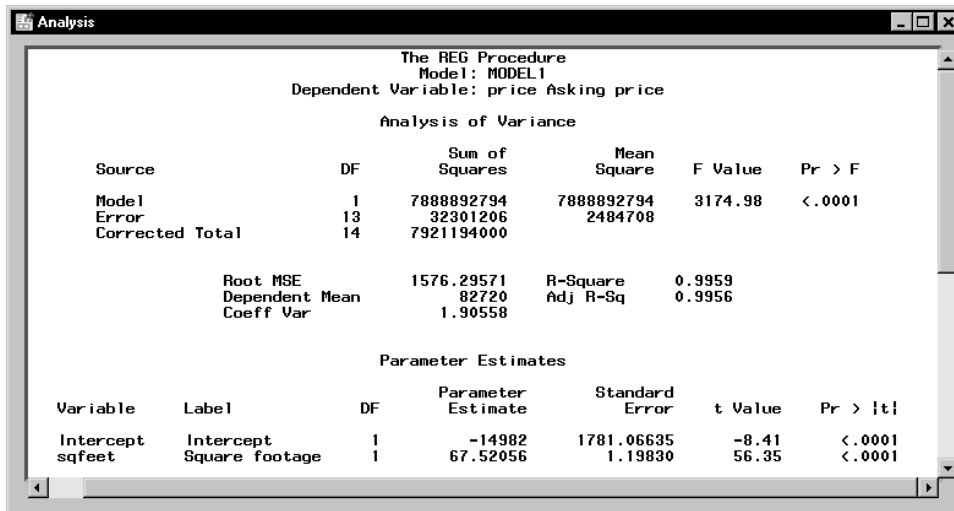 Analysis
The REG Procedure
Model: MODEL1
Dependent Variable: price Asking price
Analysis of Variance
Sum of Mean
Source DF Squares Square F Value Pr > F
Model 1 7888892794 7888892794 3174.98 <.0001
Error 13 32301206 2484708
Corrected Total 14 7921194000
Root MSE 1576.29571 R-Square 0.9959
Dependent Mean 82720 Adj R-Sq 0.9956
Coeff Var 1.90558
Parameter Estimates
Parameter Standard
Variable Label DF Estimate Error t Value Pr > |t|
Intercept Intercept 1 -14982 1781.06635 -8.41 <.0001
sqfeet Square footage 1 67.52056 1.19830 56.35 <.0001